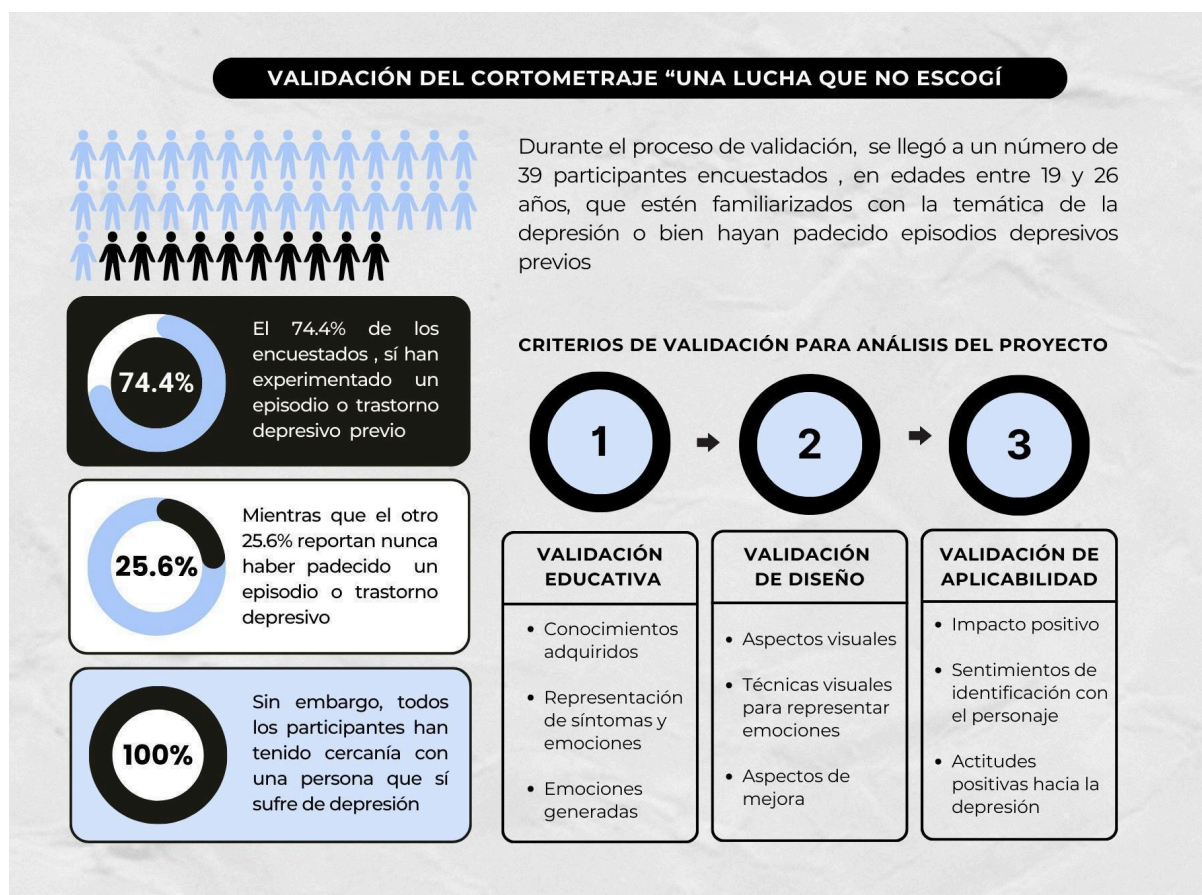 VALIDACIÓN DEL CORTOMETRAJE “UNA LUCHA QUE NO ESCOGÍ
Durante el proceso de validación, se llegó a un número de
39 participantes encuestados , en edades entre 19 y 26
años, que estén familiarizados con la temática de la
depresión o bien hayan padecido episodios depresivos
previos
74.4%
El 74.4% de los
encuestados , sí han
experimentado un
episodio o trastorno
depresivo previo
25.6%
Mientras que el otro
25.6% reportan nunca
haber padecido un
episodio o trastorno
depresivo
100%
Sin embargo, todos
los participantes han
tenido cercanía con
una persona que sí
sufre de depresión
CRITERIOS DE VALIDACIÓN PARA ANÁLISIS DEL PROYECTO
1
2
3
VALIDACIÓN
EDUCATIVA
• Conocimientos
adquiridos
• Representación
de síntomas y
emociones
• Emociones
generadas
VALIDACIÓN
DE DISEÑO
• Aspectos visuales
• Técnicas visuales
para representar
emociones
• Aspectos de
mejora
VALIDACIÓN DE
APLICABILIDAD
• Impacto positivo
• Sentimientos de
identificación con
el personaje
• Actitudes
positivas hacia la
depresión